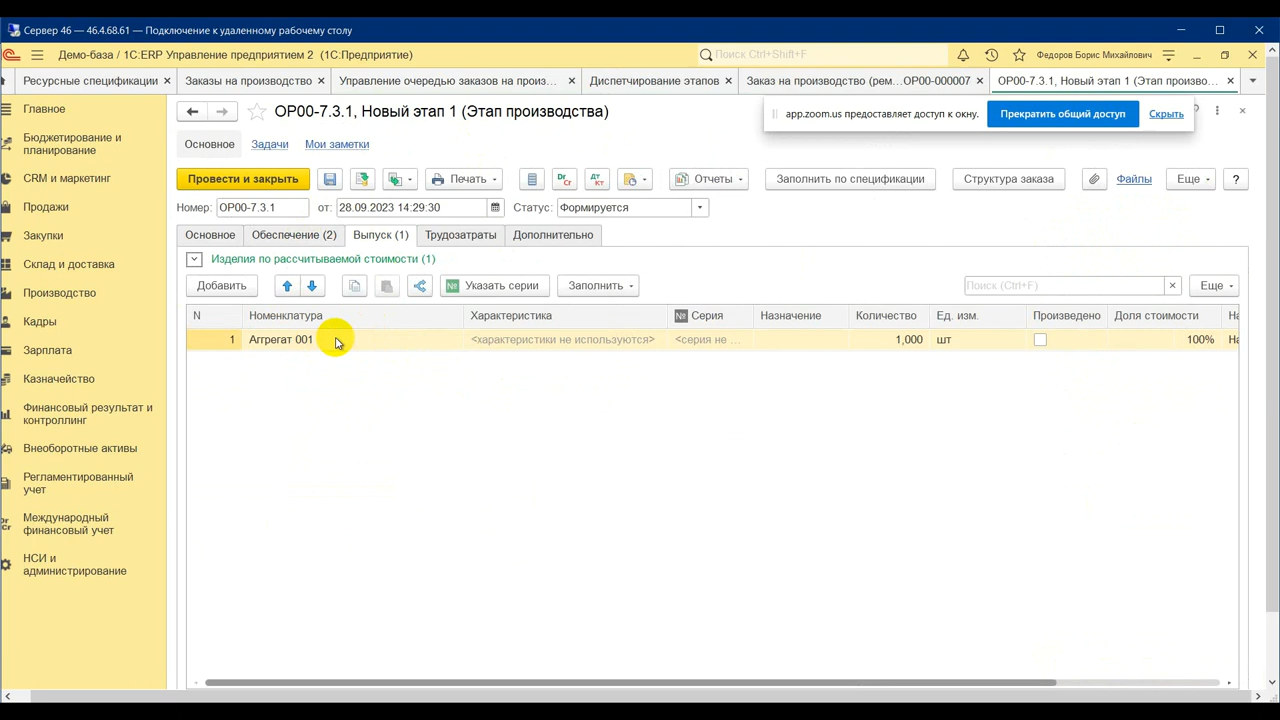 Сервер 46 — 46.4.68.61 — Подключение к удаленному рабочему столу
Демо-база / 1С:ERP Управление предприятием 2 (1С:Предприятие)
Поиск Ctrl+Shift+F
Федоров Борис Михайлович
Ресурсные спецификации
Заказы на производство
Управление очередью заказов на произ...
Диспетчирование этапов
Заказ на производство (рем... ОР00-000007
ОР00-7.3.1, Новый этап 1 (Этап произво...
Главное
Бюджетирование и
планирование
CRM и маркетинг
Продажи
Закупки
Склад и доставка
Производство
Кадры
Зарплата
Казначейство
Финансовый результат и
контроллинг
Внеоборотные активы
Регламентированный
учет
Международный
финансовый учет
НСИ и
администрирование
ОР00-7.3.1, Новый этап 1 (Этап производства)
app.zoom.us предоставляет доступ к окну.
Прекратить общий доступ
Скрыть
Основное
Задачи
Мои заметки
Провести и закрыть
Печать
Отчеты
Заполнить по спецификации
Структура заказа
Файлы
Еще
?
Номер: ОР00-7.3.1 от: 28.09.2023 14:29:30 Статус: Формируется
Основное
Обеспечение (2)
Выпуск (1)
Трудозатраты
Дополнительно
Изделия по рассчитываемой стоимости (1)
Добавить
№ Указать серии
Заполнить
Поиск (Ctrl+F)
Еще
N Номенклатура Характеристика № Серия Назначение Количество Ед. изм. Произведено Доля стоимости На
1 Аггрегат 001 <характеристики не используются> <серия не ... 1,000 шт 100% На